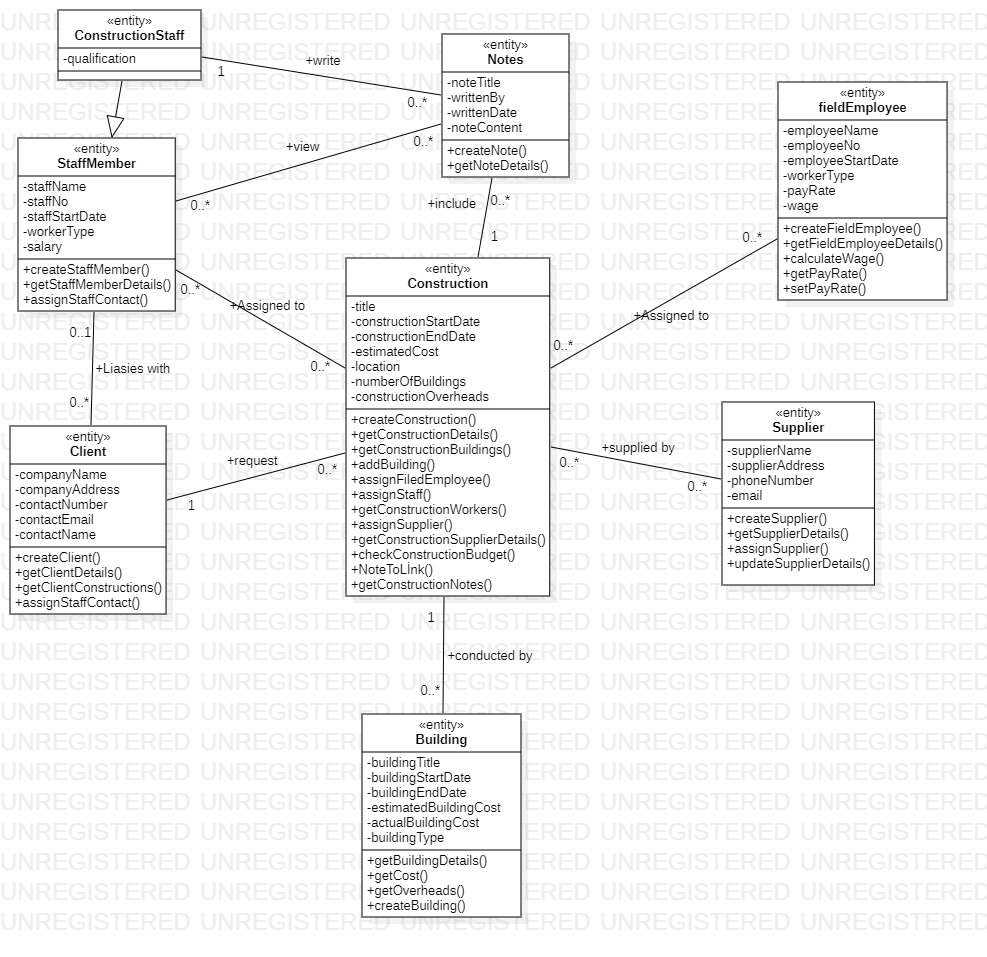 «entity»
ConstructionStaff
-qualification
+write
1
0..*
«entity»
Notes
-noteTitle
-writtenBy
-writtenDate
-noteContent
+createNote()
+getNoteDetails()
«entity»
fieldEmployee
-employeeName
-employeeNo
-employeeStartDate
-workerType
-payRate
-wage
+createFieldEmployee()
+getFieldEmployeeDetails()
+calculateWage()
+getPayRate()
+setPayRate()
«entity»
StaffMember
-staffName
-staffNo
-staffStartDate
-workerType
-salary
+createStaffMember()
+getStaffMemberDetails()
+assignStaffContact()
+view
0..*
0..*
+include
0..*
1
«entity»
Construction
-title
-constructionStartDate
-constructionEndDate
-estimatedCost
-location
-numberOfBuildings
-constructionOverheads
+createConstruction()
+getConstructionDetails()
+getConstructionBuildings()
+addBuilding()
+assignFiledEmployee()
+assignStaff()
+getConstructionWorkers()
+assignSupplier()
+getConstructionSupplierDetails()
+checkConstructionBudget()
+NoteToLİnk()
+getConstructionNotes()
0..*
+Assigned to
0..*
0..*
+Assigned to
0..*
0..1
+Liasies with
0..*
«entity»
Client
-companyName
-companyAddress
-contactNumber
-contactEmail
-contactName
+createClient()
+getClientDetails()
+getClientConstructions()
+assignStaffContact()
+request
1
0..*
+supplied by
0..*
0..*
«entity»
Supplier
-supplierName
-supplierAddress
-phoneNumber
-email
+createSupplier()
+getSupplierDetails()
+assignSupplier()
+updateSupplierDetails()
1
+conducted by
0..*
«entity»
Building
-buildingTitle
-buildingStartDate
-buildingEndDate
-estimatedBuildingCost
-actualBuildingCost
-buildingType
+getBuildingDetails()
+getCost()
+getOverheads()
+createBuilding()
UNREGISTERED